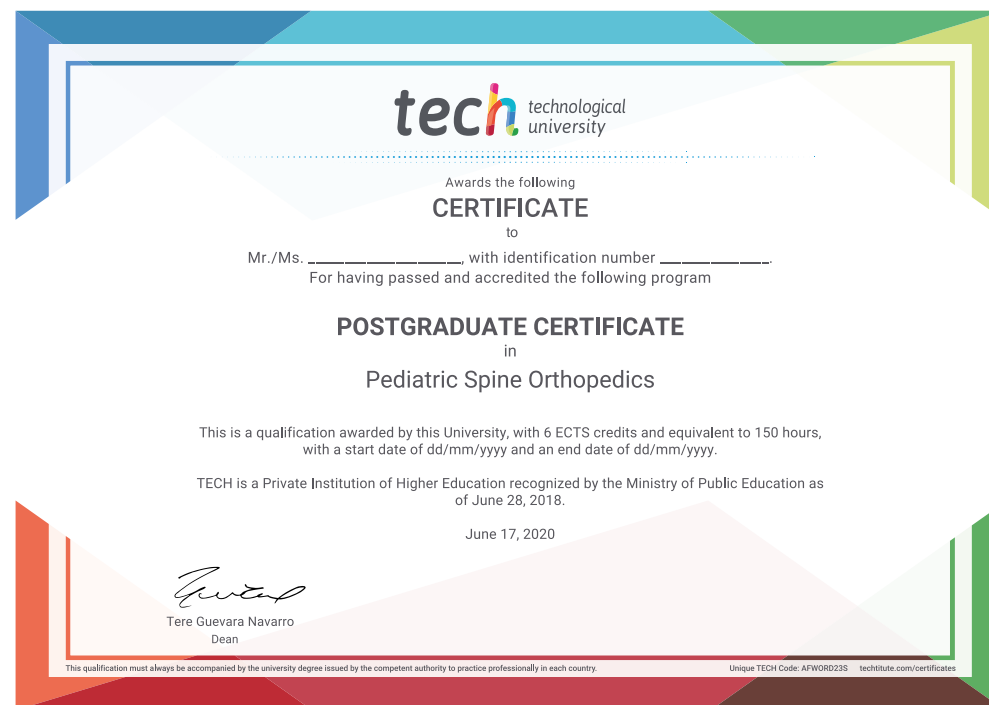 tech technological
university
Awards the following
CERTIFICATE
to
Mr./Ms. ____________________, with identification number ______________.
For having passed and accredited the following program
POSTGRADUATE CERTIFICATE
in
Pediatric Spine Orthopedics
This is a qualification awarded by this University, with 6 ECTS credits and equivalent to 150 hours,
with a start date of dd/mm/yyyy and an end date of dd/mm/yyyy.
TECH is a Private Institution of Higher Education recognized by the Ministry of Public Education as
of June 28, 2018.
June 17, 2020
Tere Guevara Navarro
Dean
This qualification must always be accompanied by the university degree issued by the competent authority to practice professionally in each country.
Unique TECH Code: AFWORD23S techtitute.com/certificates